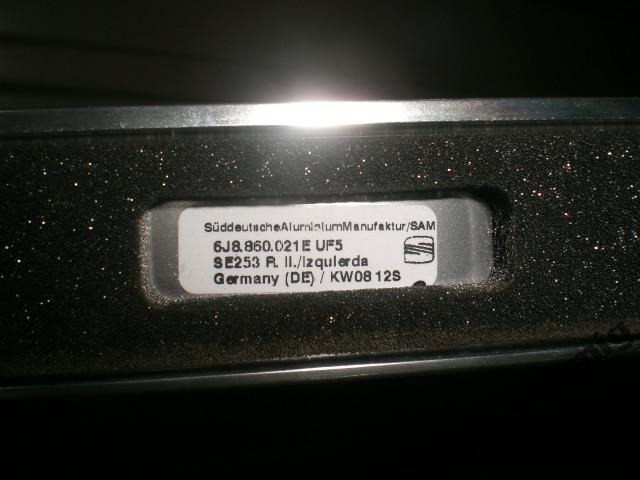 SüddeutscheAluminiumManufaktur/SAM
6J8.860.021E UF5
SE253 R. li./izquierda
Germany (DE) / KW08 12S